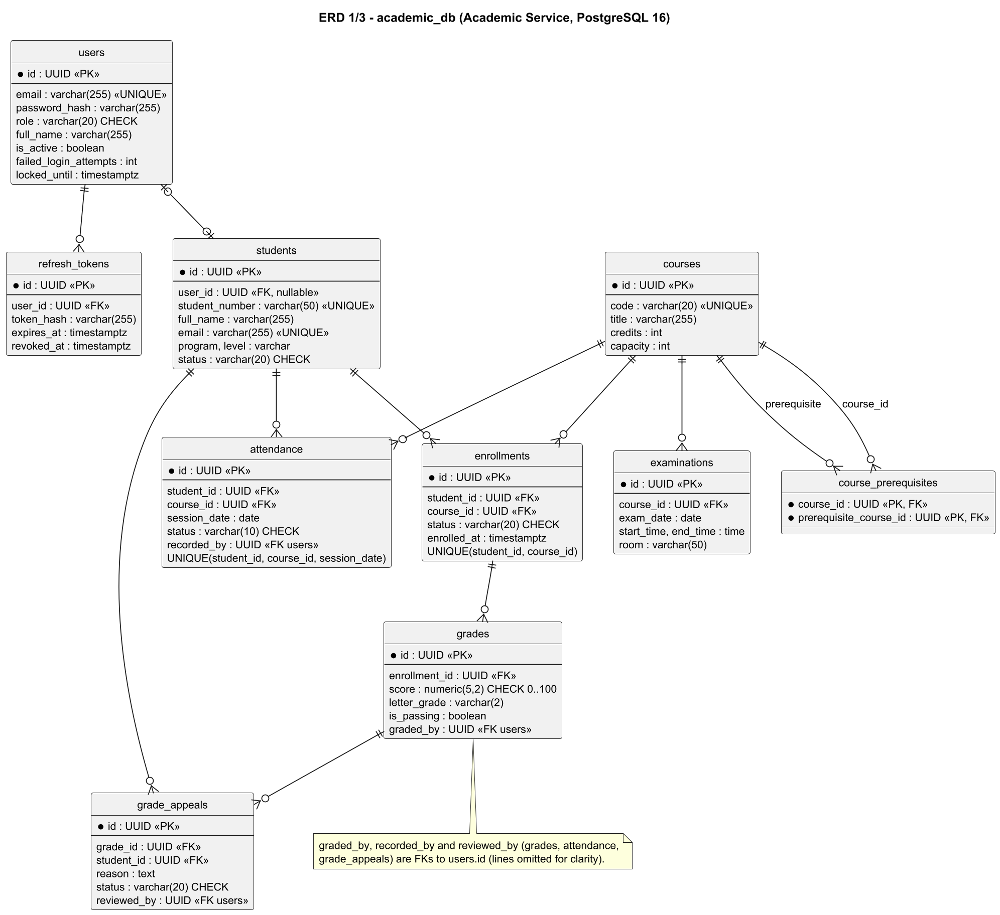 ERD 1/3 - academic_db (Academic Service, PostgreSQL 16)
users
id : UUID «PK»
email : varchar(255) «UNIQUE»
password_hash : varchar(255)
role : varchar(20) CHECK
full_name : varchar(255)
is_active : boolean
failed_login_attempts : int
locked_until : timestamptz
refresh_tokens
id : UUID «PK»
user_id : UUID «FK»
token_hash : varchar(255)
expires_at : timestamptz
revoked_at : timestamptz
students
id : UUID «PK»
user_id : UUID «FK, nullable»
student_number : varchar(50) «UNIQUE»
full_name : varchar(255)
email : varchar(255) «UNIQUE»
program, level : varchar
status : varchar(20) CHECK
courses
id : UUID «PK»
code : varchar(20) «UNIQUE»
title : varchar(255)
credits : int
capacity : int
prerequisite
course_id
attendance
id : UUID «PK»
student_id : UUID «FK»
course_id : UUID «FK»
session_date : date
status : varchar(10) CHECK
recorded_by : UUID «FK users»
UNIQUE(student_id, course_id, session_date)
enrollments
id : UUID «PK»
student_id : UUID «FK»
course_id : UUID «FK»
status : varchar(20) CHECK
enrolled_at : timestamptz
UNIQUE(student_id, course_id)
examinations
id : UUID «PK»
course_id : UUID «FK»
exam_date : date
start_time, end_time : time
room : varchar(50)
course_prerequisites
course_id : UUID «PK, FK»
prerequisite_course_id : UUID «PK, FK»
grades
id : UUID «PK»
enrollment_id : UUID «FK»
score : numeric(5,2) CHECK 0..100
letter_grade : varchar(2)
is_passing : boolean
graded_by : UUID «FK users»
grade_appeals
id : UUID «PK»
grade_id : UUID «FK»
student_id : UUID «FK»
reason : text
status : varchar(20) CHECK
reviewed_by : UUID «FK users»
graded_by, recorded_by and reviewed_by (grades, attendance,
grade_appeals) are FKs to users.id (lines omitted for clarity).